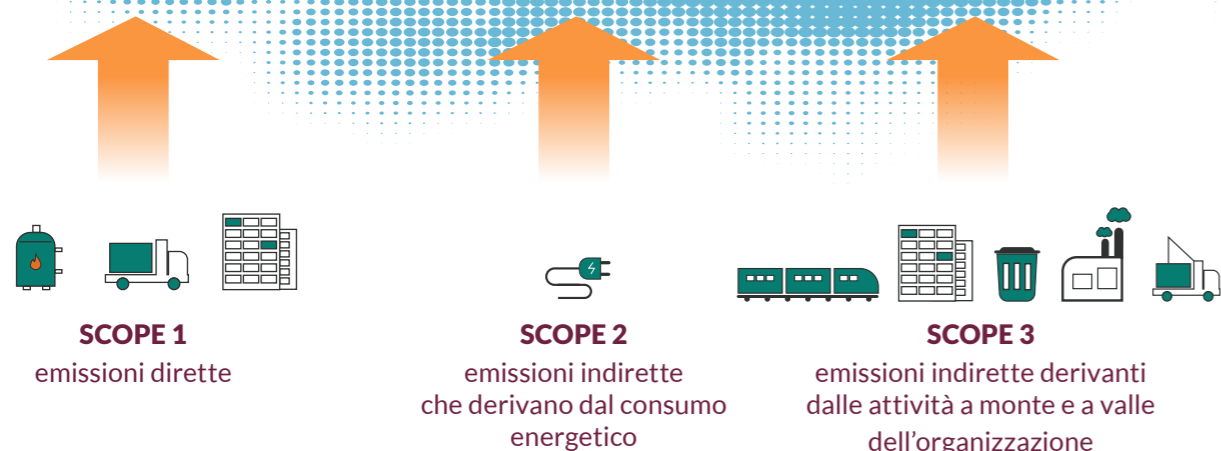 SCOPE 1
emissioni dirette
SCOPE 2
emissioni indirette
che derivano dal consumo
energetico
SCOPE 3
emissioni indirette derivanti
dalle attività a monte e a valle
dell'organizzazione